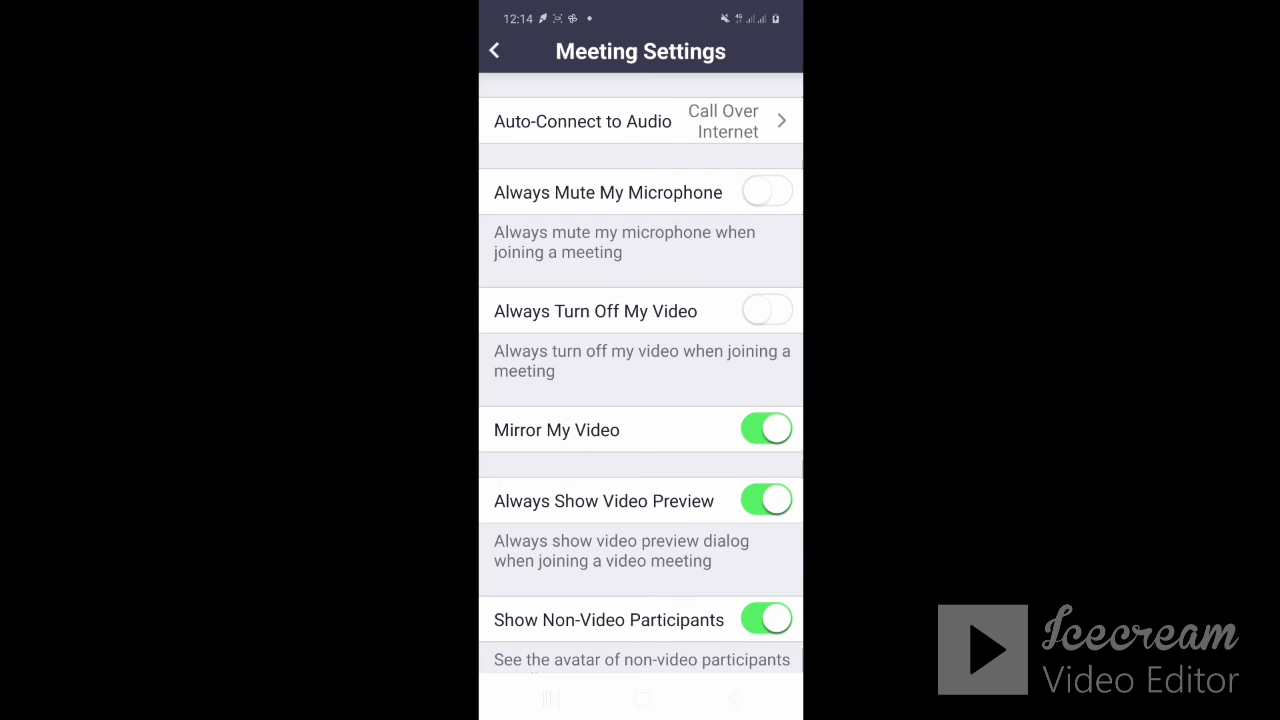 12:14
Meeting Settings
Auto-Connect to Audio
Call Over
Internet
Always Mute My Microphone
Always mute my microphone when
joining a meeting
Always Turn Off My Video
Always turn off my video when joining a
meeting
Mirror My Video
Always Show Video Preview
Always show video preview dialog
when joining a video meeting
Show Non-Video Participants
See the avatar of non-video participants
Icecream
Video Editor